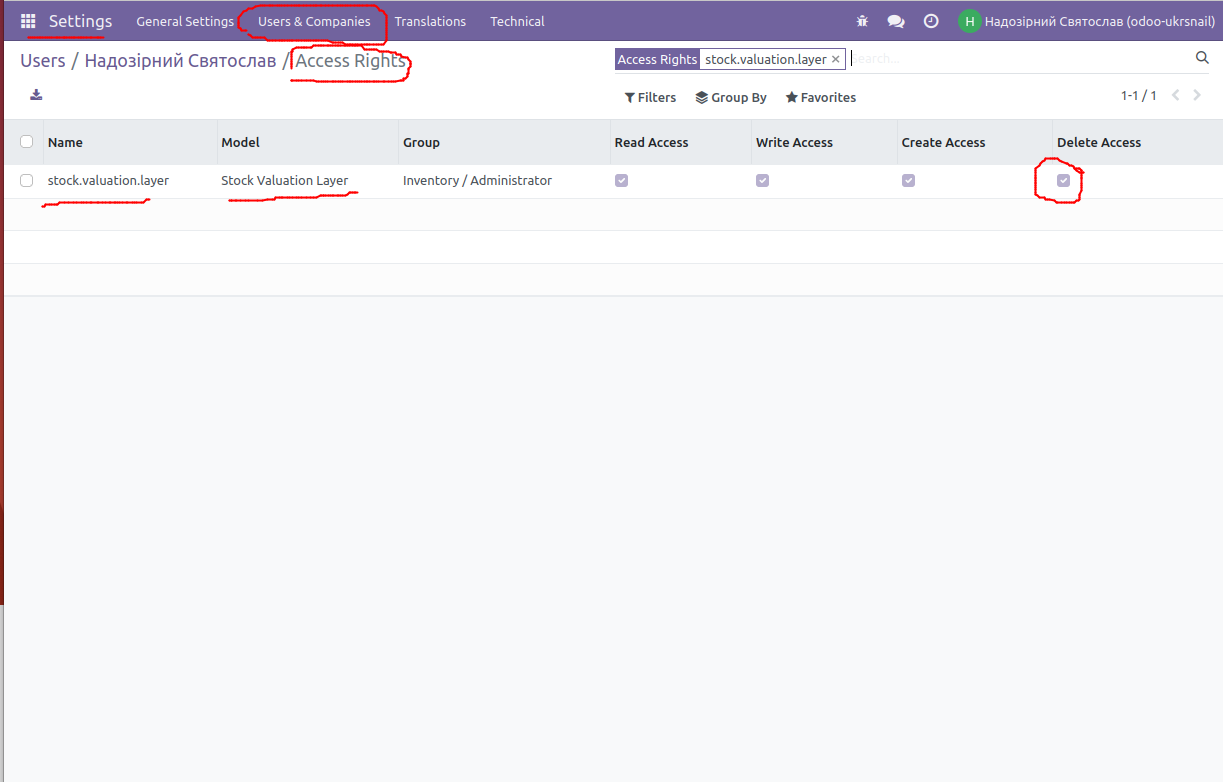 Settings General Settings Users & Companies Translations Technical H Надозірний Святослав (odoo-ukrsnail)
Users / Надозірний Святослав / Access Rights Access Rights stock.valuation.layer × Search...
Filters Group By Favorites 1-1 / 1
Name Model Group Read Access Write Access Create Access Delete Access
stock.valuation.layer Stock Valuation Layer Inventory / Administrator